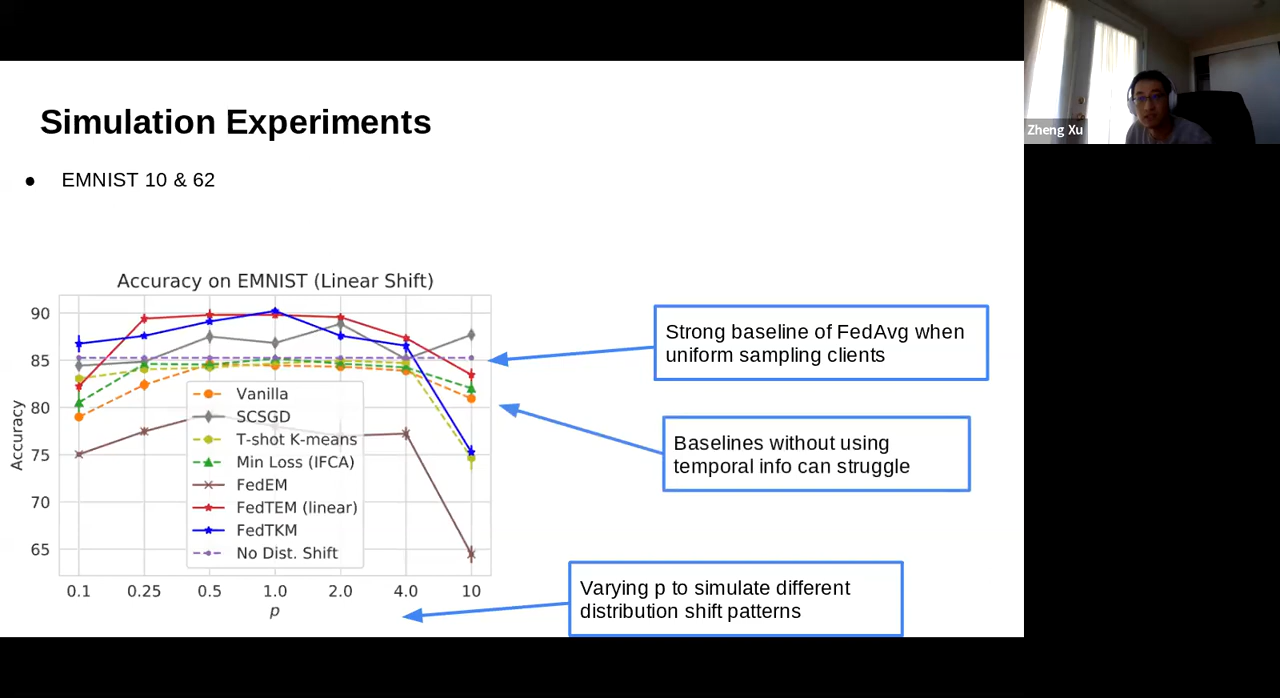 Simulation Experiments
● EMNIST 10 & 62
Accuracy on EMNIST (Linear Shift)
Accuracy
90
85
80
75
70
65
Vanilla
SCSGD
T-shot K-means
Min Loss (IFCA)
FedEM
FedTEM (linear)
FedTKM
No Dist. Shift
0.1 0.25 0.5 1.0 2.0 4.0 10
p
Strong baseline of FedAvg when
uniform sampling clients
Baselines without using
temporal info can struggle
Varying p to simulate different
distribution shift patterns
Zheng Xu